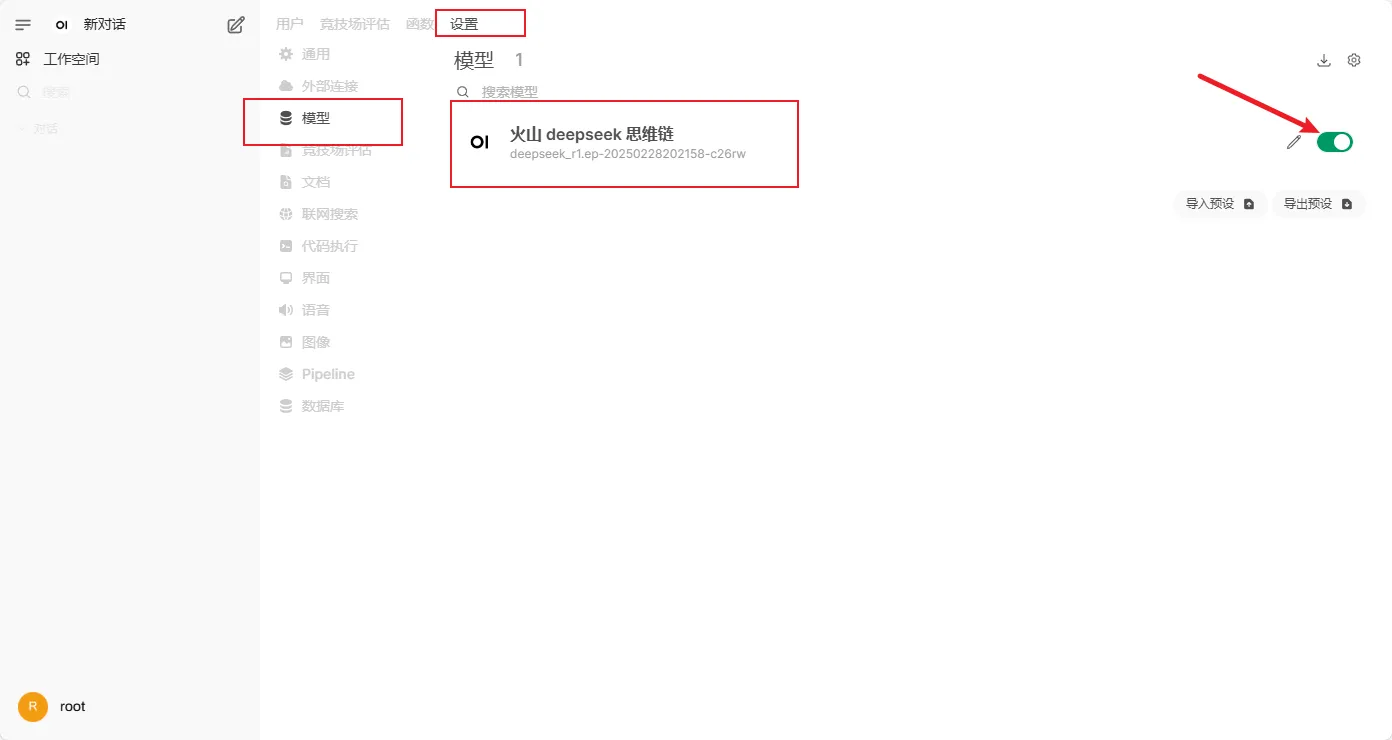 OI 新对话
工作空间
搜索
对话
R root
用户 竞技场评估 函数 设置
通用
外部连接
模型
竞技场评估
文档
联网搜索
代码执行
界面
语音
图像
Pipeline
数据库
模型 1
搜索模型
OI 火山 deepseek 思维链
deepseek_r1.ep-20250228202158-c26rw
导入预设 导出预设